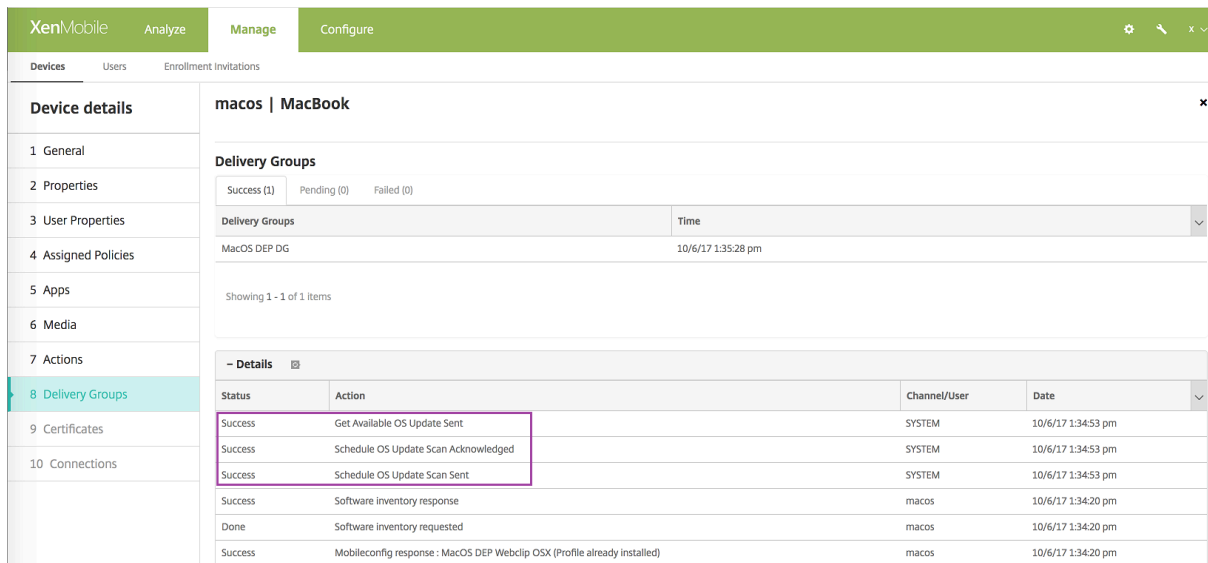 XenMobile Analyze Manage Configure x
Devices Users Enrollment Invitations
Device details
1 General
2 Properties
3 User Properties
4 Assigned Policies
5 Apps
6 Media
7 Actions
8 Delivery Groups
9 Certificates
10 Connections
macos | MacBook
Delivery Groups
Success (1) Pending (0) Failed (0)
Delivery Groups Time
MacOS DEP DG 10/6/17 1:35:28 pm
Showing 1 - 1 of 1 items
– Details
Status Action Channel/User Date
Success Get Available OS Update Sent SYSTEM 10/6/17 1:34:53 pm
Success Schedule OS Update Scan Acknowledged SYSTEM 10/6/17 1:34:53 pm
Success Schedule OS Update Scan Sent SYSTEM 10/6/17 1:34:53 pm
Success Software inventory response macos 10/6/17 1:34:20 pm
Done Software inventory requested macos 10/6/17 1:34:20 pm
Success Mobileconfig response : MacOS DEP Webclip OSX (Profile already installed) macos 10/6/17 1:34:20 pm